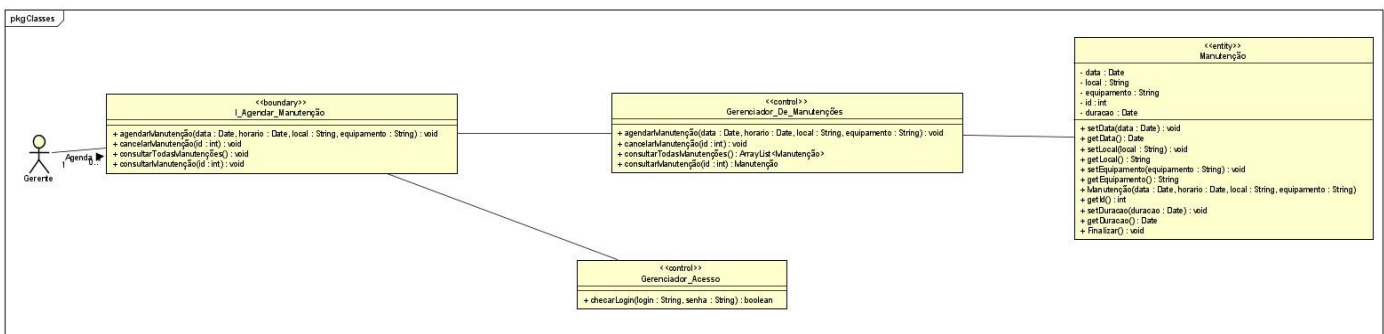 pkg Classes
<<entity>>
Manutenção
- data : Date
- local : String
- equipamento : String
- id : int
- duracao : Date
+ setData(data : Date) : void
+ getData() : Date
+ setLocal(local : String) : void
+ getLocal() : String
+ setEquipamento(equipamento : String) : void
+ getEquipamento() : String
+ Manutenção(data : Date, horario : Date, local : String, equipamento : String)
+ getId() : int
+ setDuracao(duracao : Date) : void
+ getDuracao() : Date
+ Finalizar() : void
<<boundary>>
I_Agendar_Manutenção
+ agendarManutenção(data : Date, horario : Date, local : String, equipamento : String) : void
+ cancelarManutenção(id : int) : void
+ consultarTodasManutenções() : void
+ consultarManutenção(id : int) : void
<<control>>
Gerenciador_De_Manutenções
+ agendarManutenção(data : Date, horario : Date, local : String, equipamento : String) : void
+ cancelarManutenção(id : int) : void
+ consultarTodasManutenções() : ArrayList<Manutenção>
+ consultarManutenção(id : int) : Manutenção
Agenda
1 0..
Gerente
<<control>>
Gerenciador_Acesso
+ checarLogin(login : String, senha : String) : boolean